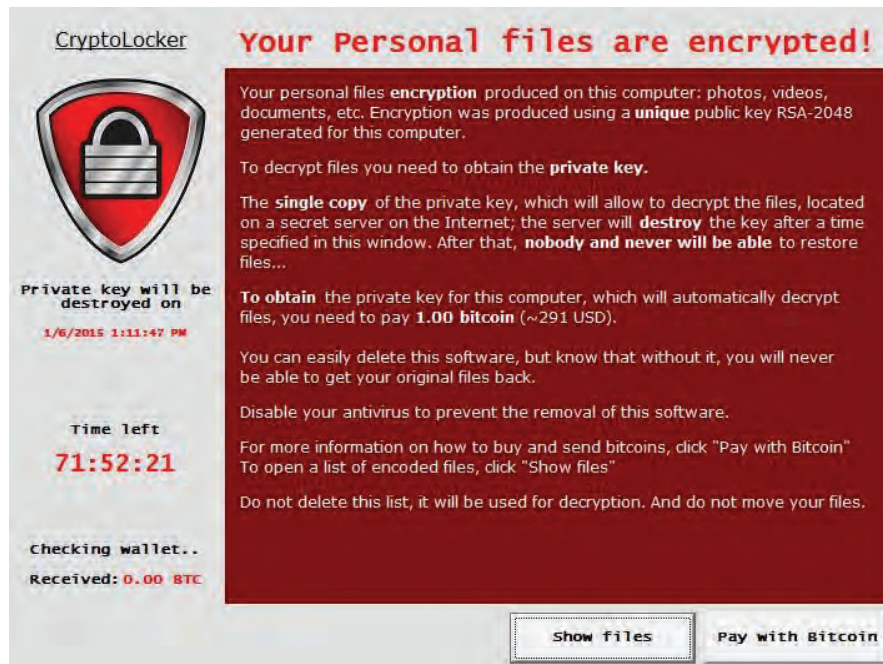 CryptoLocker
Your Personal files are encrypted!
Private key will be
destroyed on
1/6/2015 1:11:47 PM
Time left
71:52:21
Checking wallet..
Received: 0.00 BTC
Your personal files encryption produced on this computer: photos, videos,
documents, etc. Encryption was produced using a unique public key RSA-2048
generated for this computer.
To decrypt files you need to obtain the private key.
The single copy of the private key, which will allow to decrypt the files, located
on a secret server on the Internet; the server will destroy the key after a time
specified in this window. After that, nobody and never will be able to restore
files...
To obtain the private key for this computer, which will automatically decrypt
files, you need to pay 1.00 bitcoin (~291 USD).
You can easily delete this software, but know that without it, you will never
be able to get your original files back.
Disable your antivirus to prevent the removal of this software.
For more information on how to buy and send bitcoins, click "Pay with Bitcoin"
To open a list of encoded files, click "Show files"
Do not delete this list, it will be used for decryption. And do not move your files.
Show files
Pay with Bitcoin